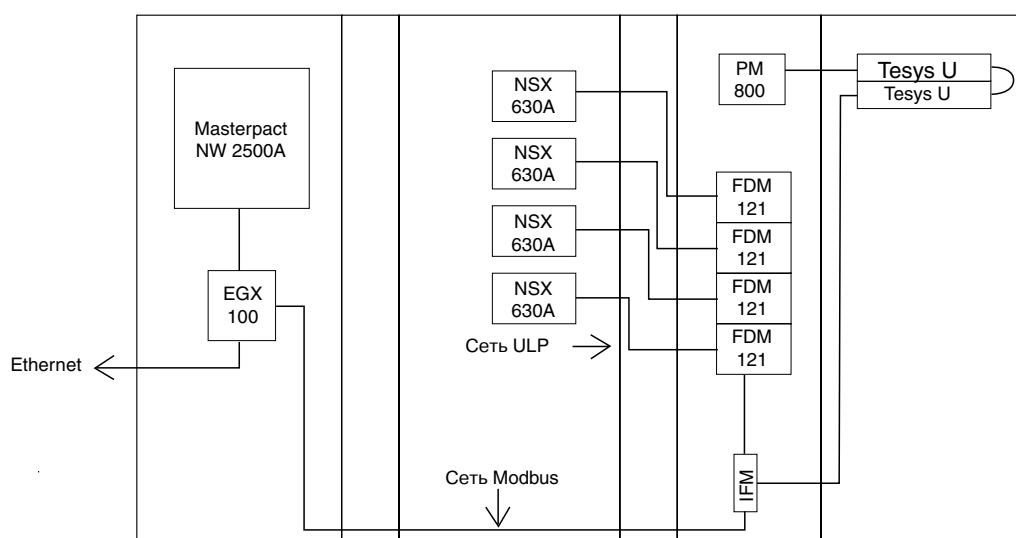 Masterpact
NW 2500A
EGX
100
Ethernet
NSX
630A
NSX
630A
NSX
630A
NSX
630A
Сеть ULP
Сеть Modbus
PM
800
FDM
121
FDM
121
FDM
121
FDM
121
IFM
Tesys U
Tesys U